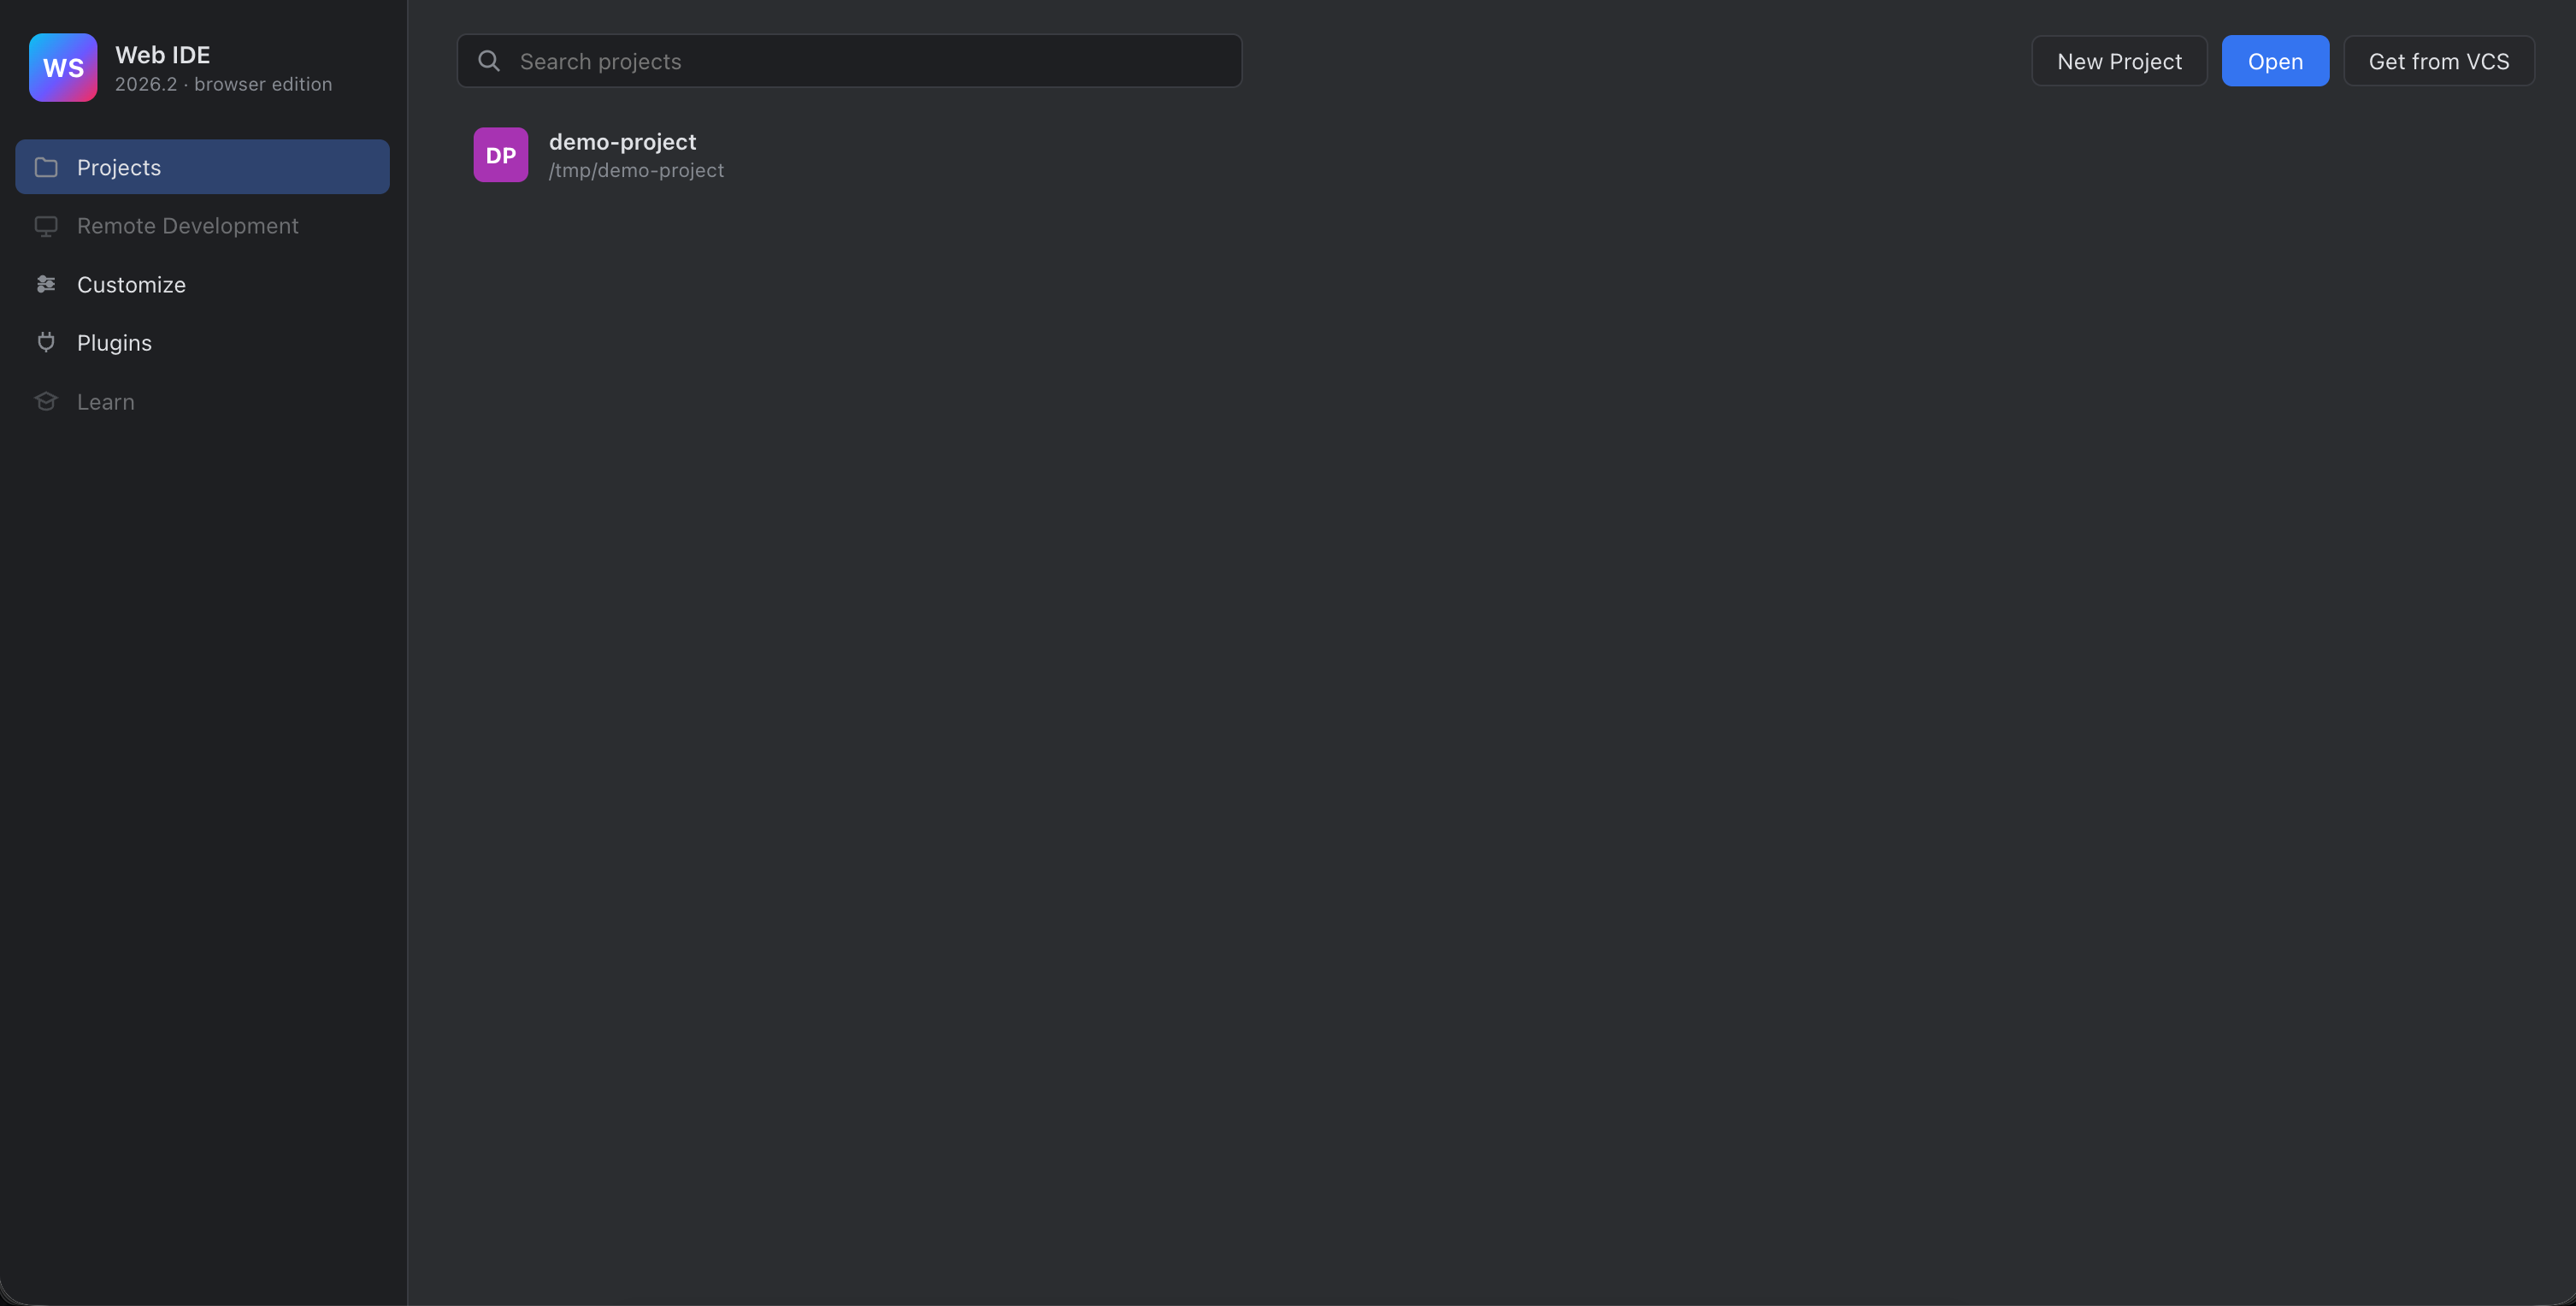 WS
Web IDE
2026.2 · browser edition
Projects
Remote Development
Customize
Plugins
Learn
Search projects
New Project
Open
Get from VCS
DP
demo-project
/tmp/demo-project